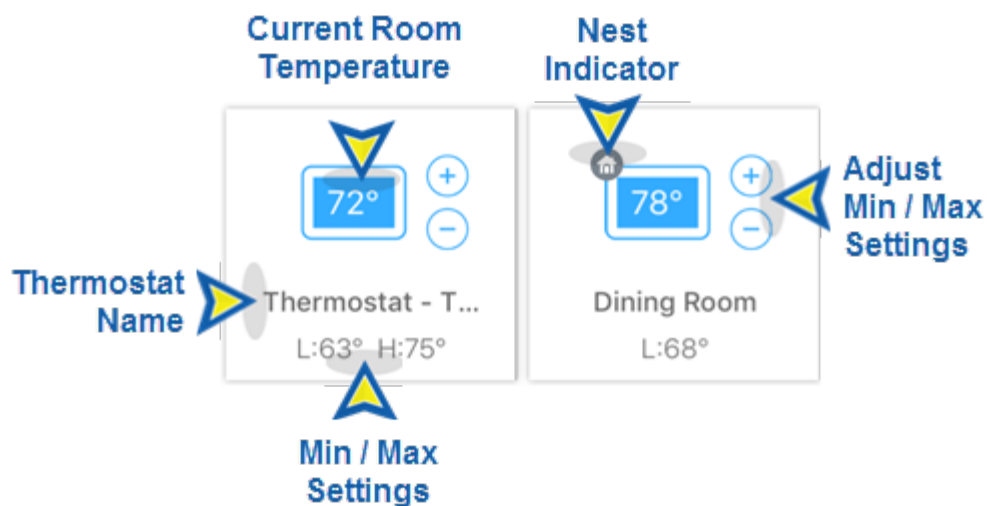 Current Room
Temperature
Nest
Indicator
72°
+
−
78°
+
−
Adjust
Min / Max
Settings
Thermostat
Name
Thermostat - T...
L:63° H:75°
Dining Room
L:68°
Min / Max
Settings